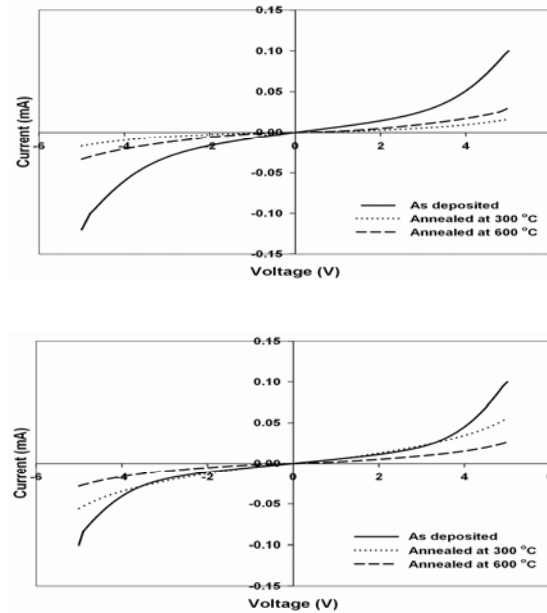 0.15
0.10
0.05
Current (mA)
0.00
-6 -4 -2 0 2 4
-0.05
-0.10
-0.15
As deposited
Annealed at 300 °C
Annealed at 600 °C
Voltage (V)
0.15
0.10
0.05
Current (mA)
0.00
-6 -4 -2 0 2 4
-0.05
-0.10
-0.15
As deposited
Annealed at 300 °C
Annealed at 600 °C
Voltage (V)